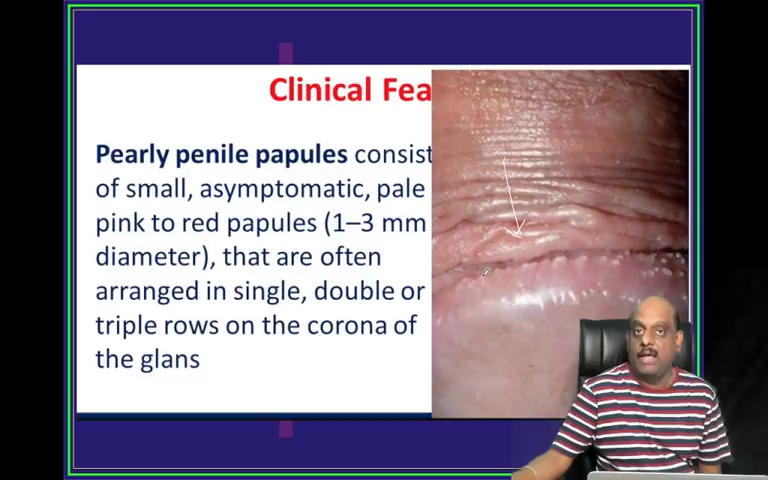 Clinical Fea
Pearly penile papules consist
of small, asymptomatic, pale
pink to red papules (1–3 mm
diameter), that are often
arranged in single, double or
triple rows on the corona of
the glans